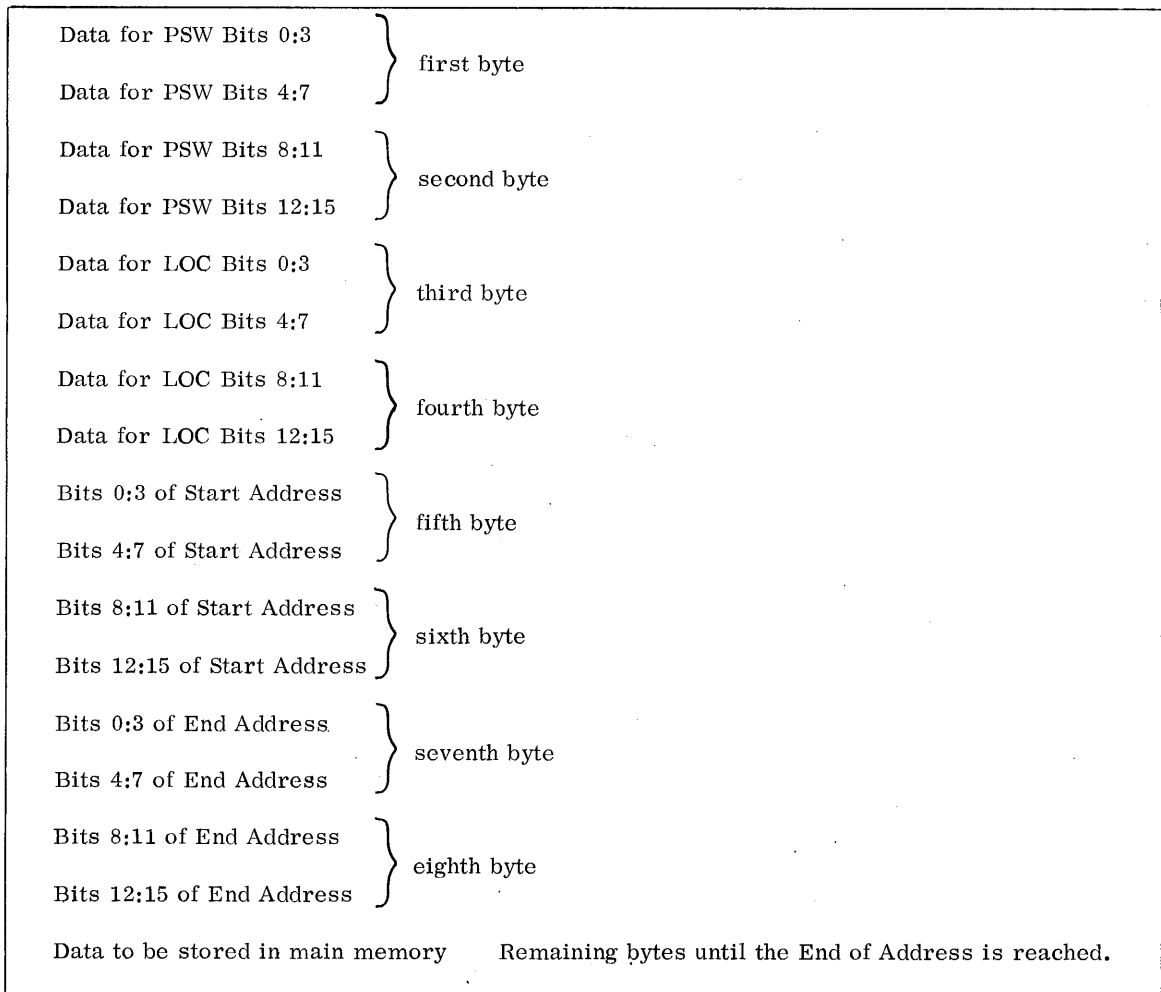 Data for PSW Bits 0:3
first byte
Data for PSW Bits 4:7
Data for PSW Bits 8:11
second byte
Data for PSW Bits 12:15
Data for LOC Bits 0:3
third byte
Data for LOC Bits 4:7
Data for LOC Bits 8:11
fourth byte
Data for LOC Bits 12:15
Bits 0:3 of Start Address
fifth byte
Bits 4:7 of Start Address
Bits 8:11 of Start Address
sixth byte
Bits 12:15 of Start Address
Bits 0:3 of End Address
seventh byte
Bits 4:7 of End Address
Bits 8:11 of End Address
eighth byte
Bits 12:15 of End Address
Data to be stored in main memory Remaining bytes until the End of Address is reached.